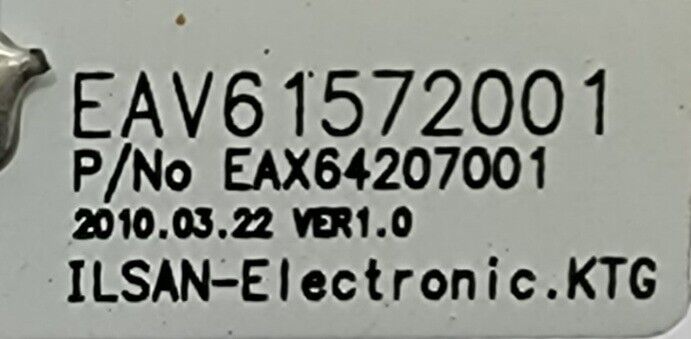 EAV61572001
P/No EAX64207001
2010.03.22 VER1.0
ILSAN-Electronic.KTG